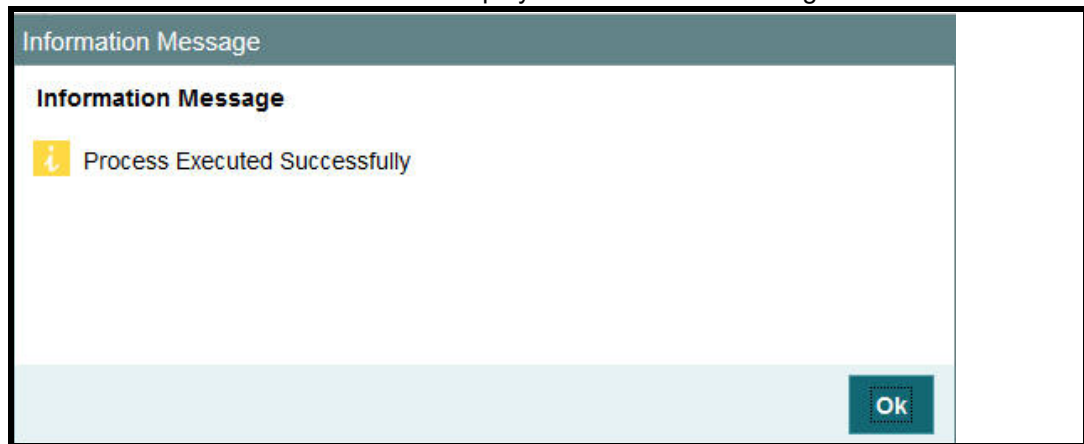 Information Message
Information Message
i Process Executed Successfully
Ok